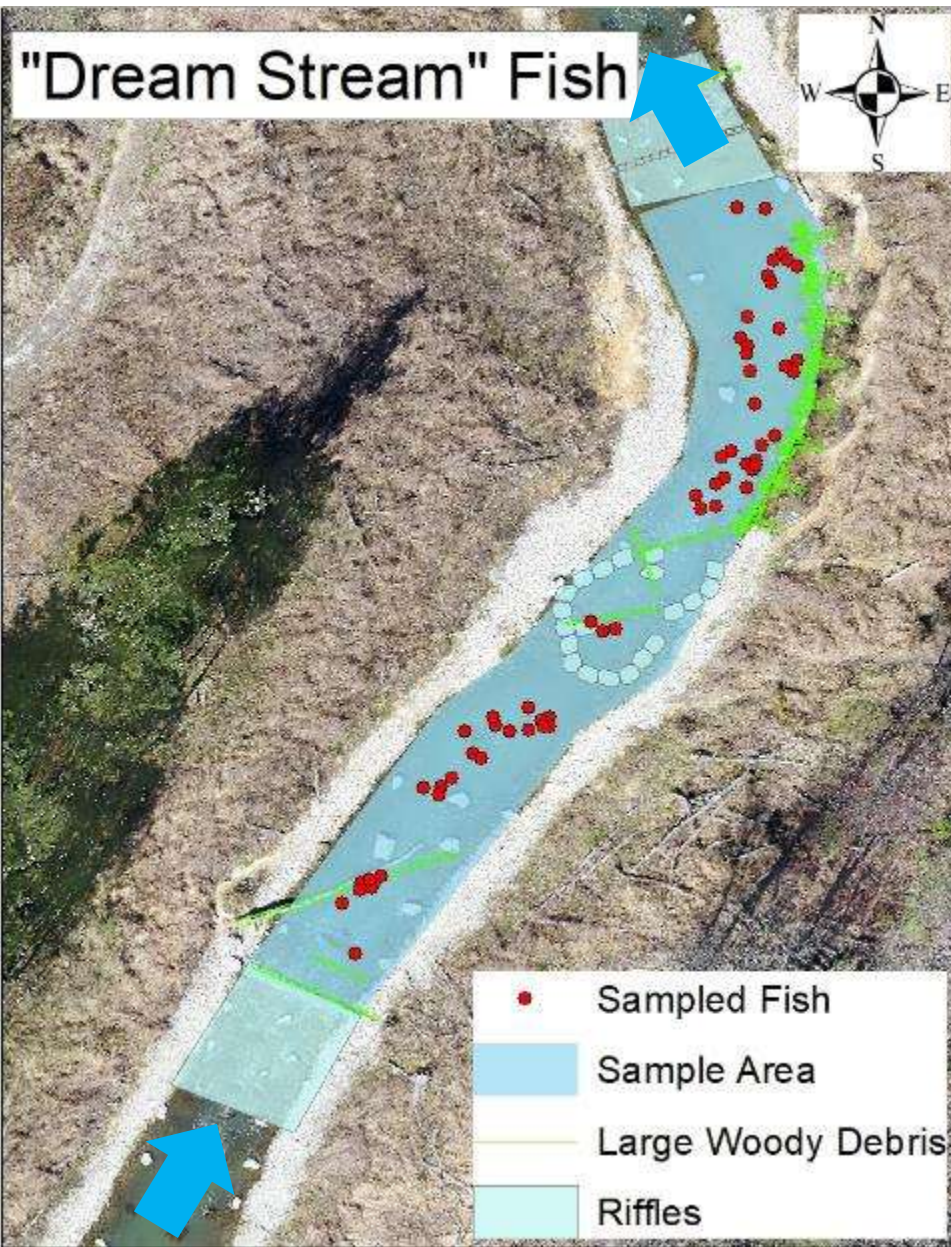 "Dream Stream" Fish
N
W E
S
Sampled Fish
Sample Area
Large Woody Debris
Riffles